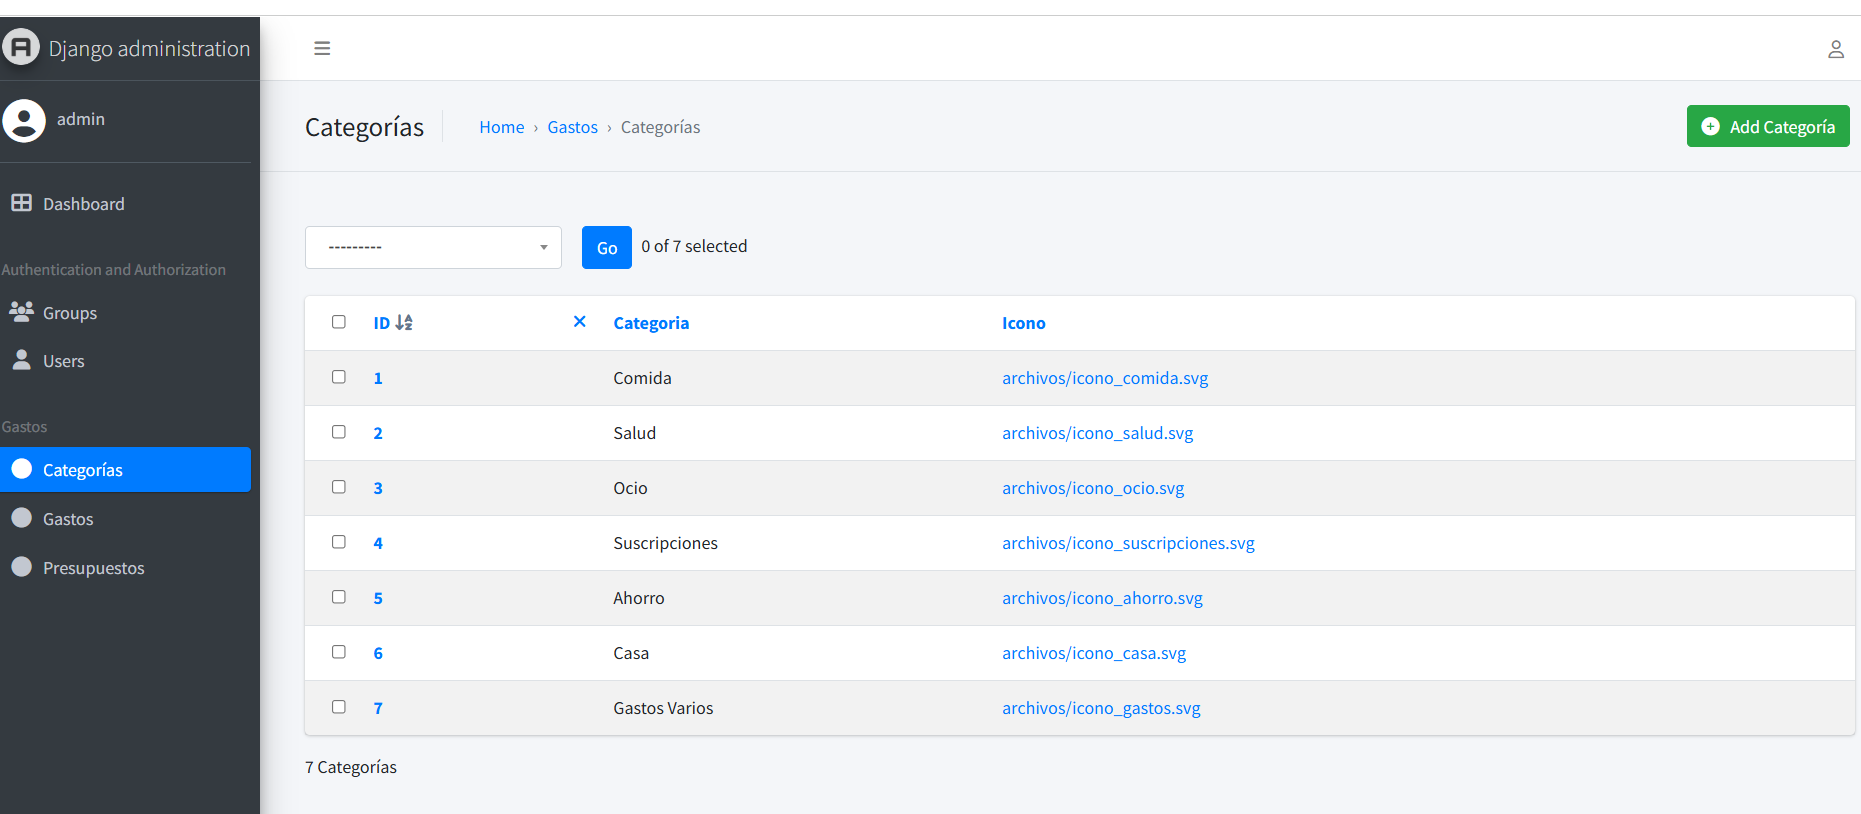 Django administration
admin
Dashboard
Authentication and Authorization
Groups
Users
Gastos
Categorías
Gastos
Presupuestos
Categorías
Home › Gastos › Categorías
Add Categoría
---------
Go
0 of 7 selected
ID Categoria Icono
1 Comida archivos/icono_comida.svg
2 Salud archivos/icono_salud.svg
3 Ocio archivos/icono_ocio.svg
4 Suscripciones archivos/icono_suscripciones.svg
5 Ahorro archivos/icono_ahorro.svg
6 Casa archivos/icono_casa.svg
7 Gastos Varios archivos/icono_gastos.svg
7 Categorías